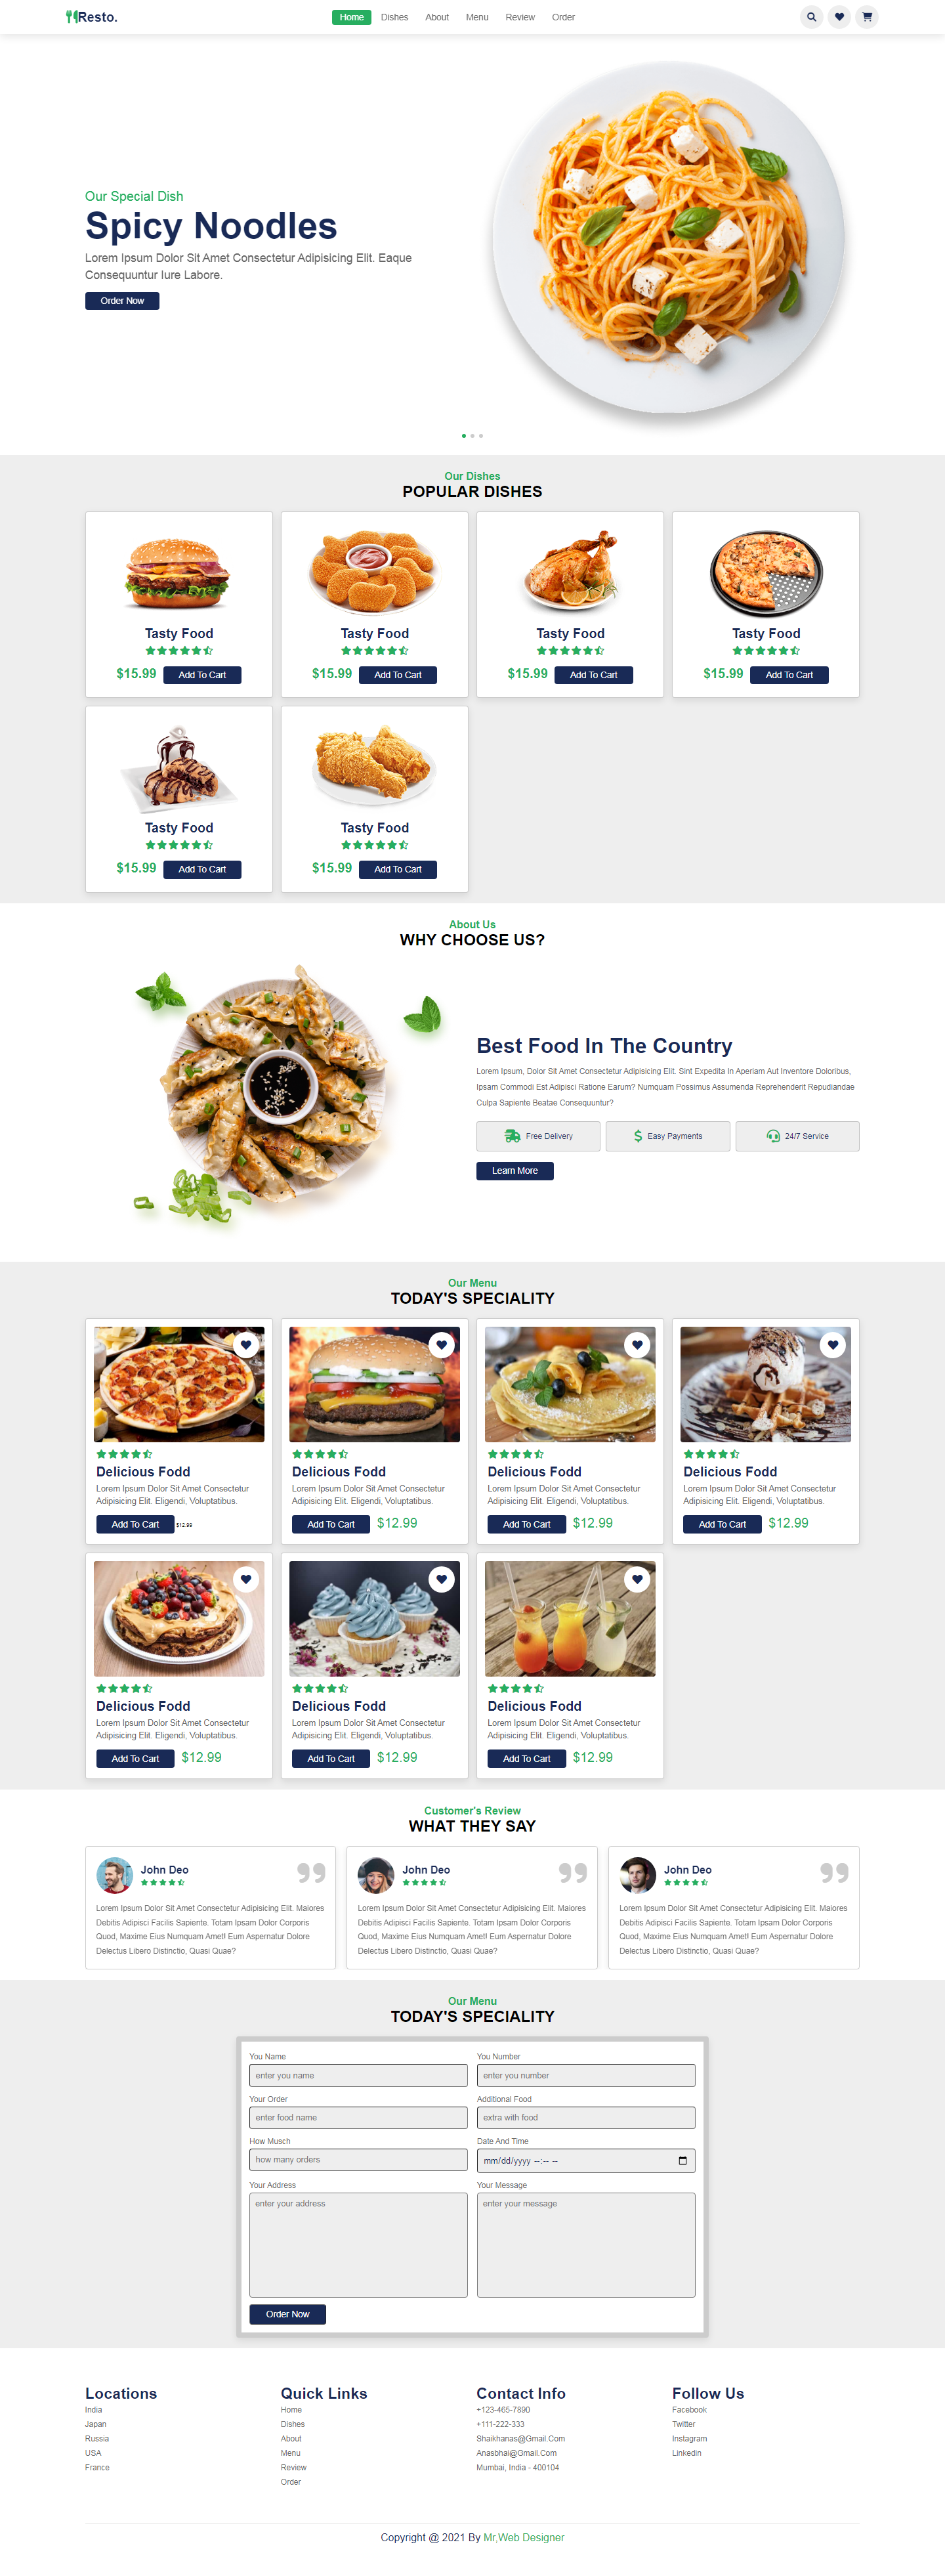 Resto.
Home Dishes About Menu Review Order
Our Special Dish
Spicy Noodles
Lorem Ipsum Dolor Sit Amet Consectetur Adipisicing Elit. Eaque
Consequuntur Iure Labore.
Order Now
Our Dishes
POPULAR DISHES
Tasty Food Tasty Food Tasty Food Tasty Food
$15.99 Add To Cart $15.99 Add To Cart $15.99 Add To Cart $15.99 Add To Cart
Tasty Food Tasty Food
$15.99 Add To Cart $15.99 Add To Cart
About Us
WHY CHOOSE US?
Best Food In The Country
Lorem Ipsum, Dolor Sit Amet Consectetur Adipisicing Elit. Sint Expedita In Aperiam Aut Inventore Doloribus,
Ipsam Commodi Est Adipisci Ratione Earum? Numquam Possimus Assumenda Reprehenderit Repudiandae
Culpa Sapiente Beatae Consequuntur?
Free Delivery Easy Payments 24/7 Service
Learn More
Our Menu
TODAY'S SPECIALITY
Delicious Fodd Delicious Fodd Delicious Fodd Delicious Fodd
Lorem Ipsum Dolor Sit Amet Consectetur Lorem Ipsum Dolor Sit Amet Consectetur Lorem Ipsum Dolor Sit Amet Consectetur Lorem Ipsum Dolor Sit Amet Consectetur
Adipisicing Elit. Eligendi, Voluptatibus. Adipisicing Elit. Eligendi, Voluptatibus. Adipisicing Elit. Eligendi, Voluptatibus. Adipisicing Elit. Eligendi, Voluptatibus.
Add To Cart $12.99 Add To Cart $12.99 Add To Cart $12.99 Add To Cart $12.99
Delicious Fodd Delicious Fodd Delicious Fodd
Lorem Ipsum Dolor Sit Amet Consectetur Lorem Ipsum Dolor Sit Amet Consectetur Lorem Ipsum Dolor Sit Amet Consectetur
Adipisicing Elit. Eligendi, Voluptatibus. Adipisicing Elit. Eligendi, Voluptatibus. Adipisicing Elit. Eligendi, Voluptatibus.
Add To Cart $12.99 Add To Cart $12.99 Add To Cart $12.99
Customer's Review
WHAT THEY SAY
John Deo
Lorem Ipsum Dolor Sit Amet Consectetur Adipisicing Elit. Maiores
Debitis Adipisci Facilis Sapiente. Totam Ipsam Dolor Corporis
Quod, Maxime Eius Numquam Amet! Eum Aspernatur Dolore
Delectus Libero Distinctio, Quasi Quae?
John Deo
Lorem Ipsum Dolor Sit Amet Consectetur Adipisicing Elit. Maiores
Debitis Adipisci Facilis Sapiente. Totam Ipsam Dolor Corporis
Quod, Maxime Eius Numquam Amet! Eum Aspernatur Dolore
Delectus Libero Distinctio, Quasi Quae?
John Deo
Lorem Ipsum Dolor Sit Amet Consectetur Adipisicing Elit. Maiores
Debitis Adipisci Facilis Sapiente. Totam Ipsam Dolor Corporis
Quod, Maxime Eius Numquam Amet! Eum Aspernatur Dolore
Delectus Libero Distinctio, Quasi Quae?
Our Menu
TODAY'S SPECIALITY
You Name You Number
enter you name enter you number
Your Order Additional Food
enter food name extra with food
How Musch Date And Time
how many orders mm/dd/yyyy --:-- --
Your Address Your Message
enter your address enter your message
Order Now
Locations
India
Japan
Russia
USA
France
Quick Links
Home
Dishes
About
Menu
Review
Order
Contact Info
+123-465-7890
+111-222-333
Shaikhanas@Gmail.Com
Anasbhai@Gmail.Com
Mumbai, India - 400104
Follow Us
Facebook
Twitter
Instagram
Linkedin
Copyright @ 2021 By Mr,Web Designer